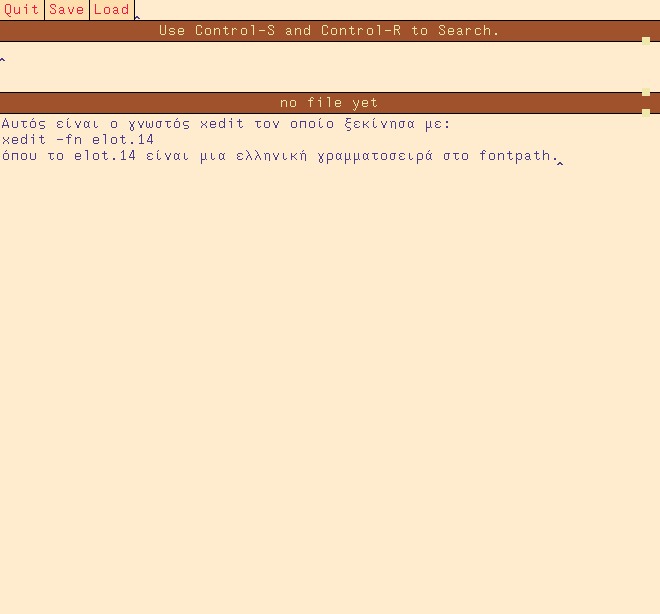 Quit Save Load
Use Control-S and Control-R to Search.
no file yet
Αυτός είναι ο γνωστός xedit τον οποίο ξεκίνησα με:
xedit -fn elot.14
όπου το elot.14 είναι μια ελληνική γραμματοσειρά στο fontpath.